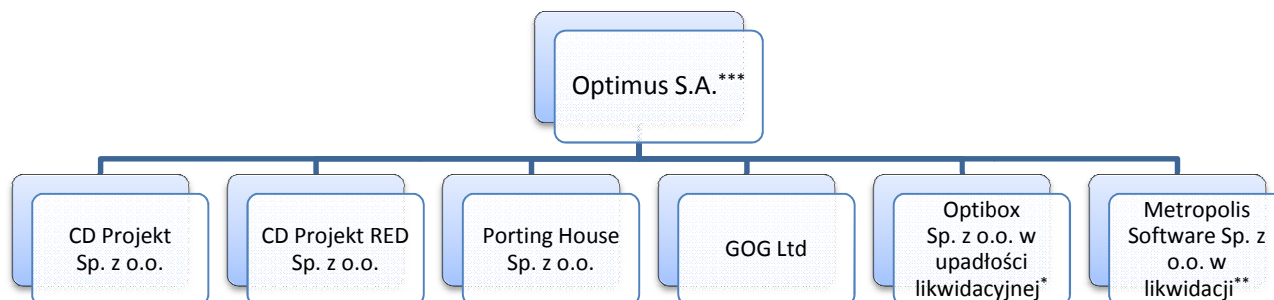 Optimus S.A.***
CD Projekt
Sp. z o.o.
CD Projekt RED
Sp. z o.o.
Porting House
Sp. z o.o.
GOG Ltd
Optibox
Sp. z o.o. w
upadłości
likwidacyjnej*
Metropolis
Software Sp. z
o.o. w
likwidacji**